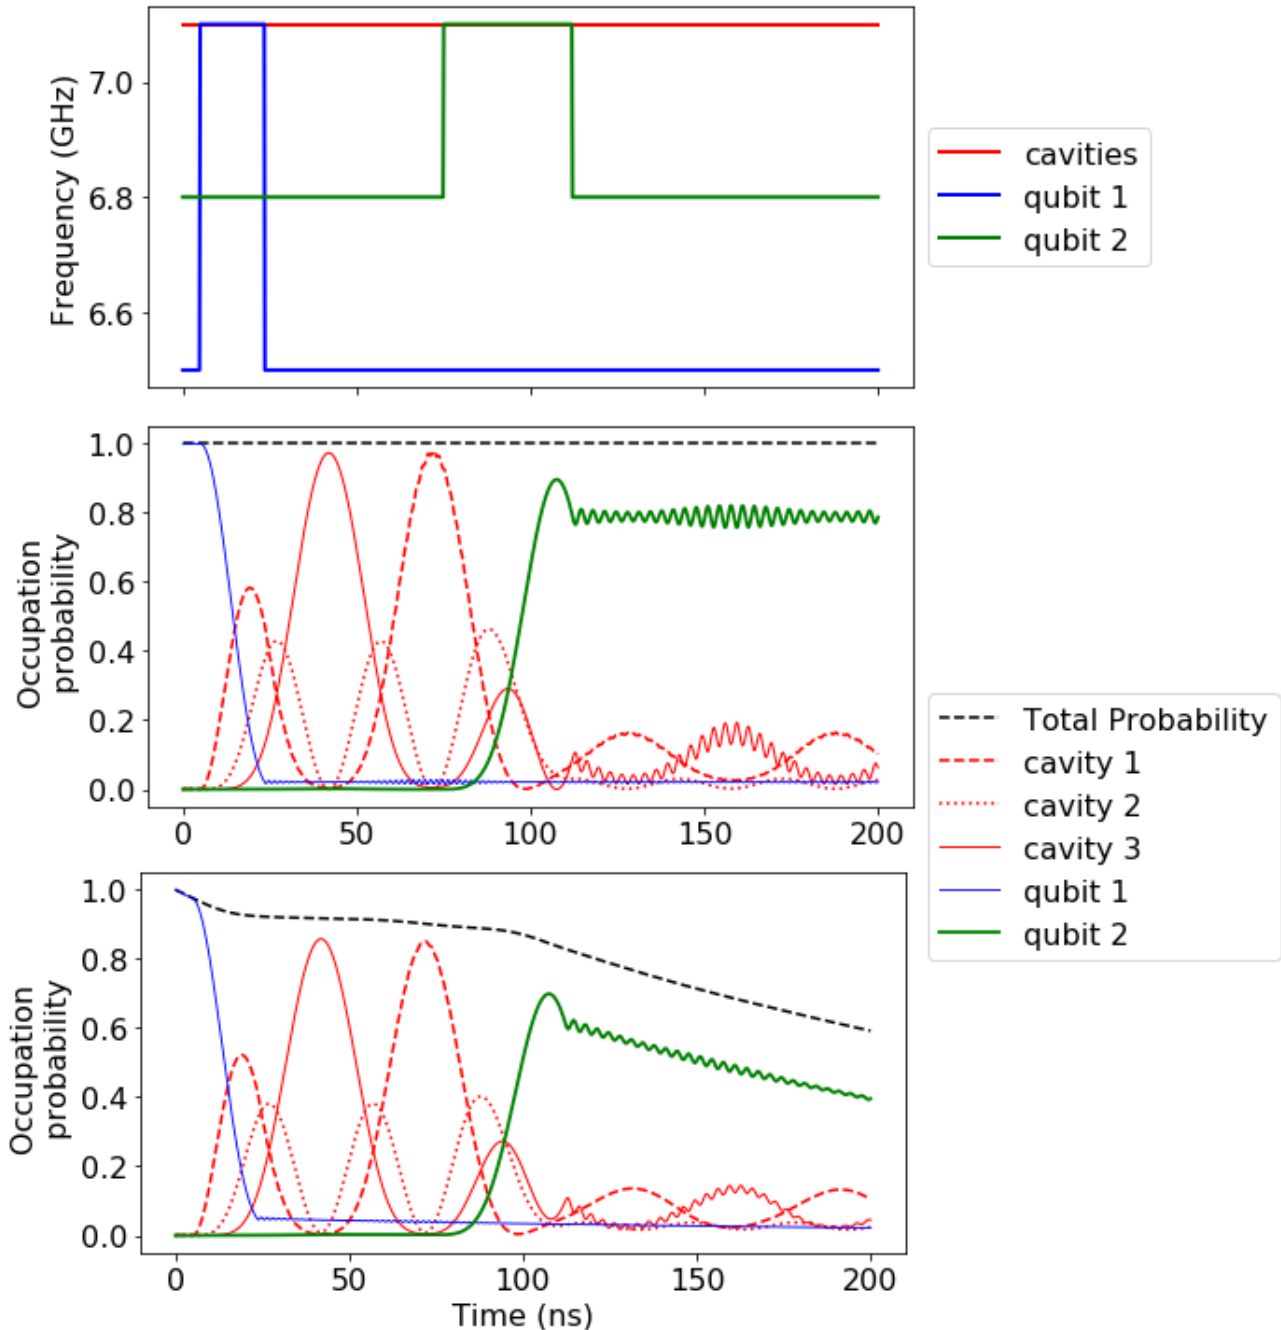 Frequency (GHz)
7.0
6.8
6.6
cavities
qubit 1
qubit 2
Occupation
probability
1.0
0.8
0.6
0.4
0.2
0.0
0
50
100
150
200
Total Probability
cavity 1
cavity 2
cavity 3
qubit 1
qubit 2
Occupation
probability
1.0
0.8
0.6
0.4
0.2
0.0
0
50
100
150
200
Time (ns)